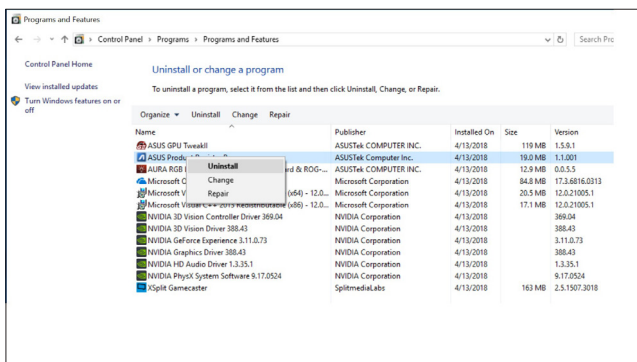 Programs and Features
Control Panel > Programs > Programs and Features
Search Pro
Control Panel Home
View installed updates
Turn Windows features on or
off
Uninstall or change a program
To uninstall a program, select it from the list and then click Uninstall, Change, or Repair.
Organize Uninstall Change Repair
Name Publisher Installed On Size Version
ASUS GPU TweakII ASUSTek COMPUTER INC. 4/13/2018 119 MB 1.5.9.1
ASUS Product ASUSTek Computer Inc. 4/13/2018 19.0 MB 1.1.001
Uninstall
AURA RGB rd & ROG-... ASUSTek COMPUTER INC. 4/13/2018 12.9 MB 0.0.5.5
Change
Microsoft O Microsoft Corporation 4/13/2018 84.8 MB 17.3.6816.0313
Microsoft V (x64) - 12.0... Microsoft Corporation 4/13/2018 20.5 MB 12.0.21005.1
Repair
Microsoft Visual C++ 2013 Redistributable (x86) - 12.0... Microsoft Corporation 4/13/2018 17.1 MB 12.0.21005.1
NVIDIA 3D Vision Controller Driver 369.04 NVIDIA Corporation 4/13/2018 369.04
NVIDIA 3D Vision Driver 388.43 NVIDIA Corporation 4/13/2018 388.43
NVIDIA GeForce Experience 3.11.0.73 NVIDIA Corporation 4/13/2018 3.11.0.73
NVIDIA Graphics Driver 388.43 NVIDIA Corporation 4/13/2018 388.43
NVIDIA HD Audio Driver 1.3.35.1 NVIDIA Corporation 4/13/2018 1.3.35.1
NVIDIA PhysX System Software 9.17.0524 NVIDIA Corporation 4/13/2018 9.17.0524
XSplit Gamecaster SplitmediaLabs 4/13/2018 163 MB 2.5.1507.3018